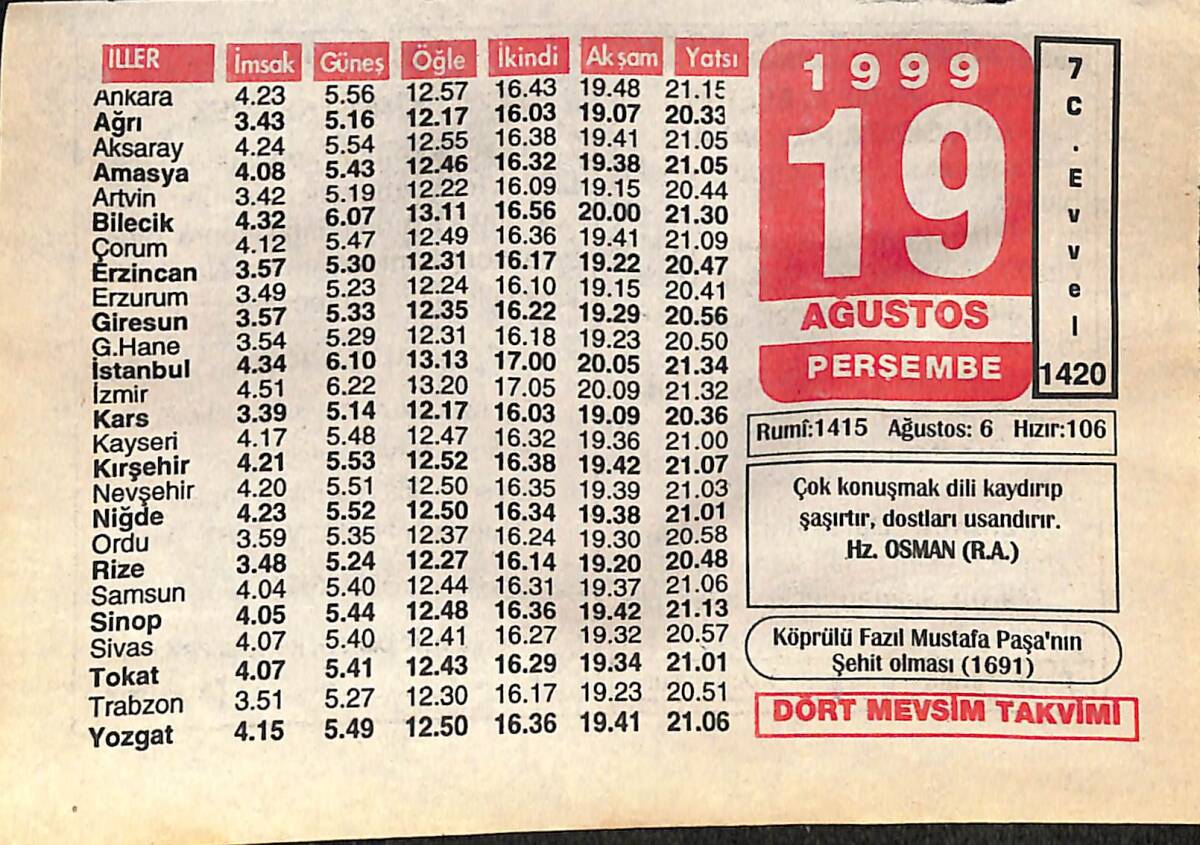 İLLER İmsak Güneş Öğle İkindi Akşam Yatsı
Ankara 4.23 5.56 12.57 16.43 19.48 21.15
Ağrı 3.43 5.16 12.17 16.03 19.07 20.33
Aksaray 4.24 5.54 12.55 16.38 19.41 21.05
Amasya 4.08 5.43 12.46 16.32 19.38 21.05
Artvin 3.42 5.19 12.22 16.09 19.15 20.44
Bilecik 4.32 6.07 13.11 16.56 20.00 21.30
Çorum 4.12 5.47 12.49 16.36 19.41 21.09
Erzincan 3.57 5.30 12.31 16.17 19.22 20.47
Erzurum 3.49 5.23 12.24 16.10 19.15 20.41
Giresun 3.57 5.33 12.35 16.22 19.29 20.56
G.Hane 3.54 5.29 12.31 16.18 19.23 20.50
İstanbul 4.34 6.10 13.13 17.00 20.05 21.34
İzmir 4.51 6.22 13.20 17.05 20.09 21.32
Kars 3.39 5.14 12.17 16.03 19.09 20.36
Kayseri 4.17 5.48 12.47 16.32 19.36 21.00
Kırşehir 4.21 5.53 12.52 16.38 19.42 21.07
Nevşehir 4.20 5.51 12.50 16.35 19.39 21.03
Niğde 4.23 5.52 12.50 16.34 19.38 21.01
Ordu 3.59 5.35 12.37 16.24 19.30 20.58
Rize 3.48 5.24 12.27 16.14 19.20 20.48
Samsun 4.04 5.40 12.44 16.31 19.37 21.06
Sinop 4.05 5.44 12.48 16.36 19.42 21.13
Sivas 4.07 5.40 12.41 16.27 19.32 20.57
Tokat 4.07 5.41 12.43 16.29 19.34 21.01
Trabzon 3.51 5.27 12.30 16.17 19.23 20.51
Yozgat 4.15 5.49 12.50 16.36 19.41 21.06
1999
19
AĞUSTOS
PERŞEMBE
7 C. Evvel
1420
Rumî:1415 Ağustos: 6 Hızır:106
Çok konuşmak dili kaydırıp
şaşırtır, dostları usandırır.
Hz. OSMAN (R.A.)
Köprülü Fazıl Mustafa Paşa'nın
Şehit olması (1691)
DÖRT MEVSİM TAKVİMİ